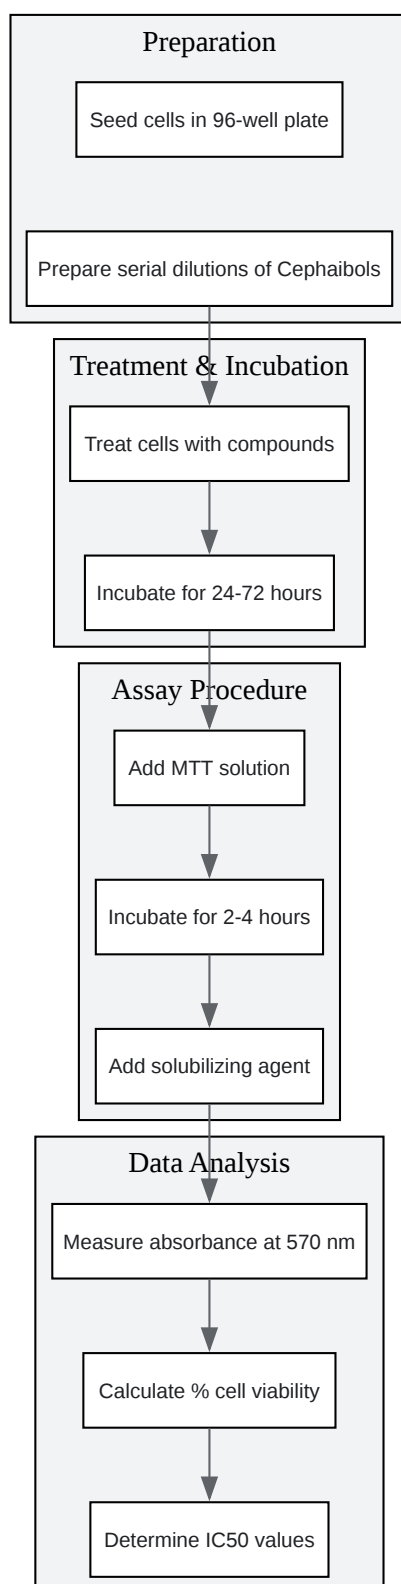 Preparation
Seed cells in 96-well plate
Prepare serial dilutions of Cephaibols
Treatment & Incubation
Treat cells with compounds
Incubate for 24-72 hours
Assay Procedure
Add MTT solution
Incubate for 2-4 hours
Add solubilizing agent
Data Analysis
Measure absorbance at 570 nm
Calculate % cell viability
Determine IC50 values